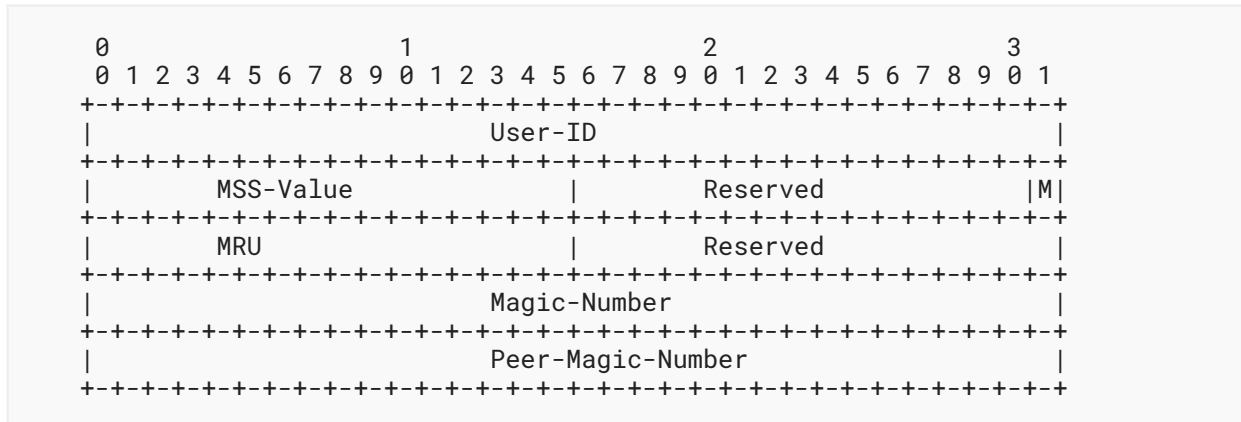 0                   1                   2                   3
 0 1 2 3 4 5 6 7 8 9 0 1 2 3 4 5 6 7 8 9 0 1 2 3 4 5 6 7 8 9 0 1
+-+-+-+-+-+-+-+-+-+-+-+-+-+-+-+-+-+-+-+-+-+-+-+-+-+-+-+-+-+-+-+-+
|                          User-ID                              |
+-+-+-+-+-+-+-+-+-+-+-+-+-+-+-+-+-+-+-+-+-+-+-+-+-+-+-+-+-+-+-+-+
|        MSS-Value              |        Reserved             |M|
+-+-+-+-+-+-+-+-+-+-+-+-+-+-+-+-+-+-+-+-+-+-+-+-+-+-+-+-+-+-+-+-+
|        MRU                    |        Reserved               |
+-+-+-+-+-+-+-+-+-+-+-+-+-+-+-+-+-+-+-+-+-+-+-+-+-+-+-+-+-+-+-+-+
|                          Magic-Number                         |
+-+-+-+-+-+-+-+-+-+-+-+-+-+-+-+-+-+-+-+-+-+-+-+-+-+-+-+-+-+-+-+-+
|                          Peer-Magic-Number                    |
+-+-+-+-+-+-+-+-+-+-+-+-+-+-+-+-+-+-+-+-+-+-+-+-+-+-+-+-+-+-+-+-+